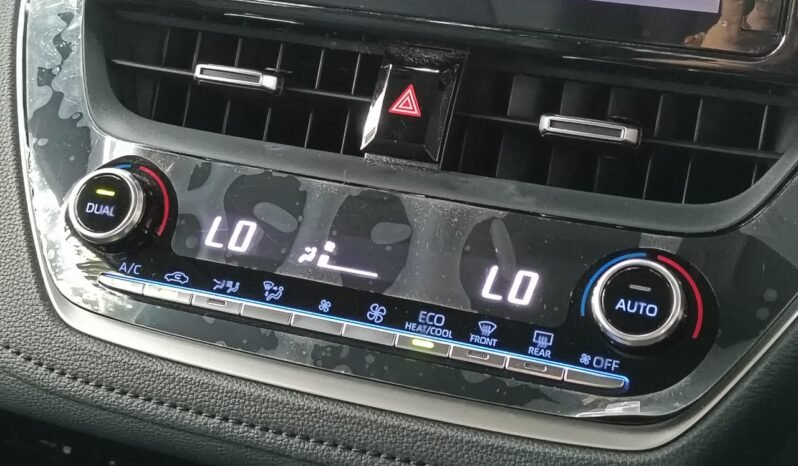 DUAL
LO
LO
AUTO
A/C
ECO
HEAT/COOL
FRONT
REAR
OFF